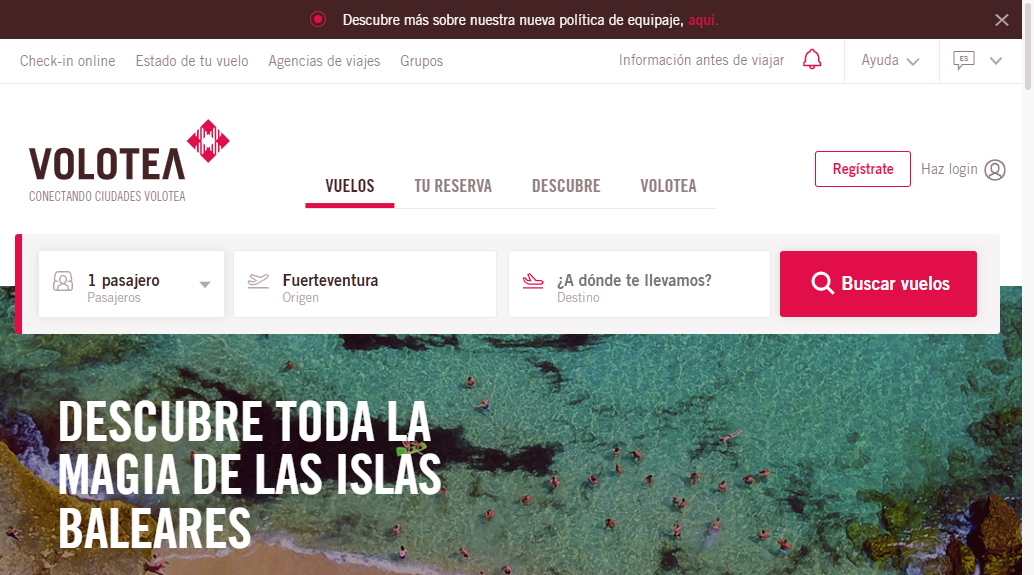 Descubre más sobre nuestra nueva política de equipaje, aquí.
Check-in online Estado de tu vuelo Agencias de viajes Grupos Información antes de viajar Ayuda ES
VOLOTEA
CONECTANDO CIUDADES VOLOTEA
VUELOS TU RESERVA DESCUBRE VOLOTEA
Regístrate Haz login
1 pasajero
Pasajeros
Fuerteventura
Origen
¿A dónde te llevamos?
Destino
Buscar vuelos
DESCUBRE TODA LA
MAGIA DE LAS ISLAS
BALEARES